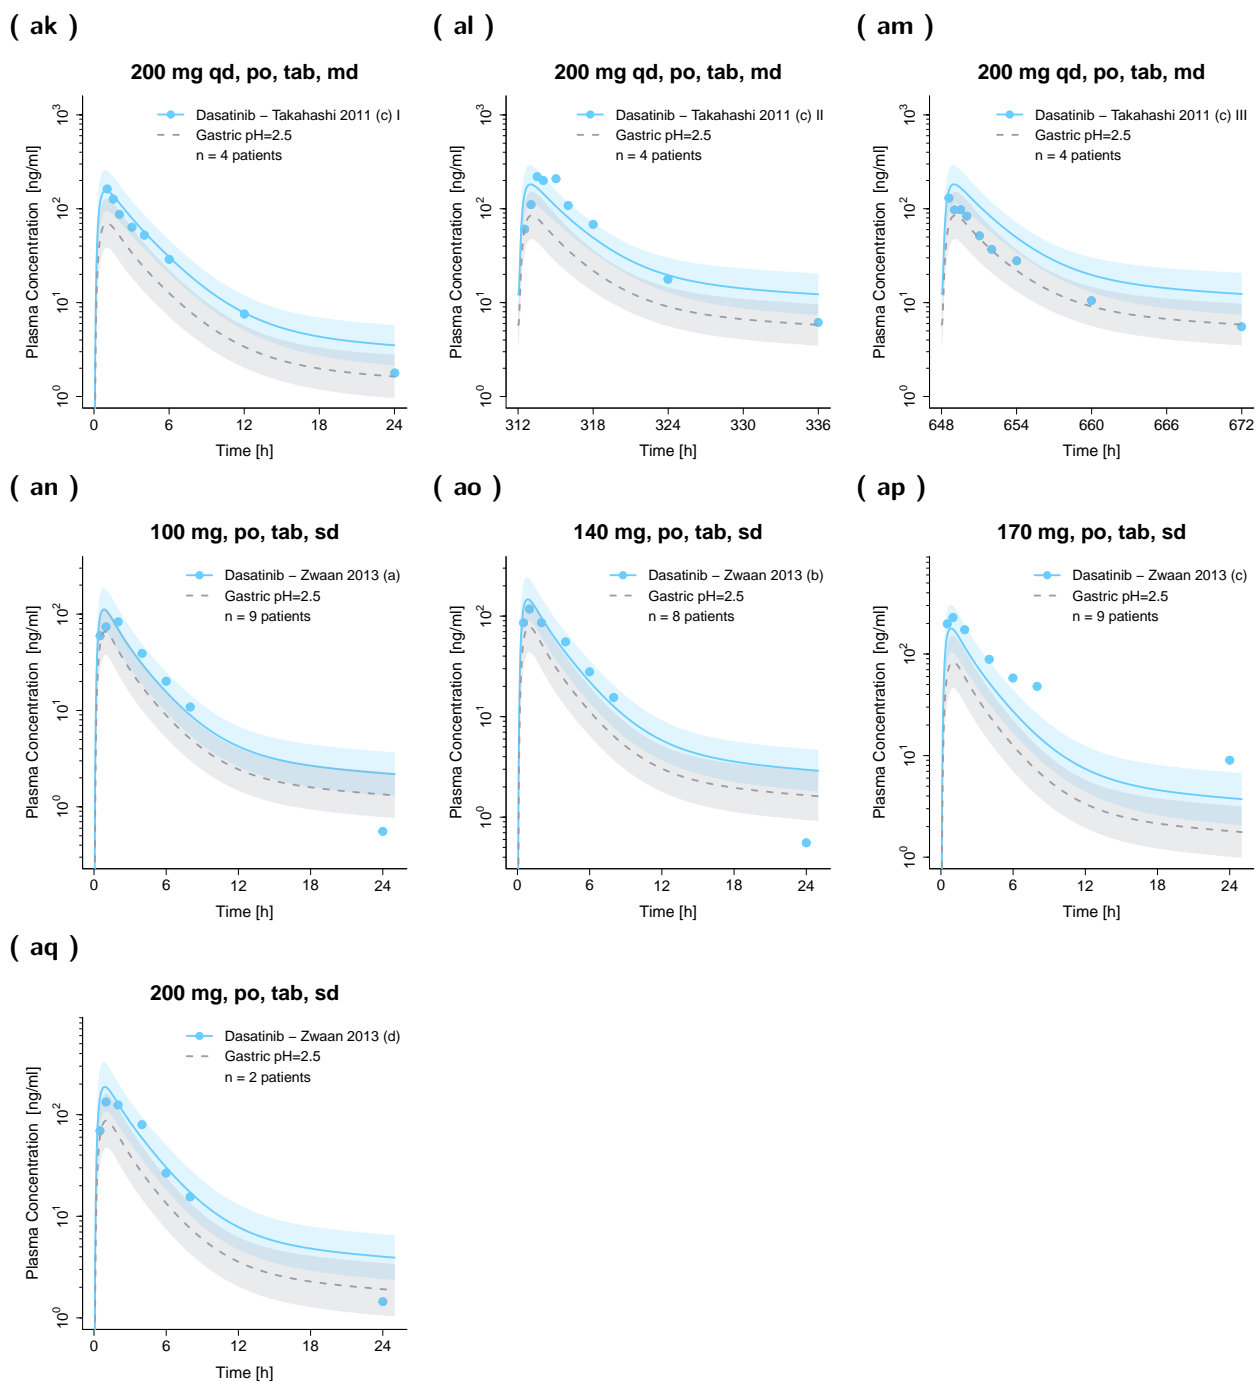 ( ak )
200 mg qd, po, tab, md
Dasatinib – Takahashi 2011 (c) I
Gastric pH=2.5
n = 4 patients
Plasma Concentration [ng/ml]
10^3
10^2
10^1
10^0
0 6 12 18 24
Time [h]
( al )
200 mg qd, po, tab, md
Dasatinib – Takahashi 2011 (c) II
Gastric pH=2.5
n = 4 patients
Plasma Concentration [ng/ml]
10^3
10^2
10^1
10^0
312 318 324 330 336
Time [h]
( am )
200 mg qd, po, tab, md
Dasatinib – Takahashi 2011 (c) III
Gastric pH=2.5
n = 4 patients
Plasma Concentration [ng/ml]
10^3
10^2
10^1
10^0
648 654 660 666 672
Time [h]
( an )
100 mg, po, tab, sd
Dasatinib – Zwaan 2013 (a)
Gastric pH=2.5
n = 9 patients
Plasma Concentration [ng/ml]
10^2
10^1
10^0
0 6 12 18 24
Time [h]
( ao )
140 mg, po, tab, sd
Dasatinib – Zwaan 2013 (b)
Gastric pH=2.5
n = 8 patients
Plasma Concentration [ng/ml]
10^2
10^1
10^0
0 6 12 18 24
Time [h]
( ap )
170 mg, po, tab, sd
Dasatinib – Zwaan 2013 (c)
Gastric pH=2.5
n = 9 patients
Plasma Concentration [ng/ml]
10^2
10^1
10^0
0 6 12 18 24
Time [h]
( aq )
200 mg, po, tab, sd
Dasatinib – Zwaan 2013 (d)
Gastric pH=2.5
n = 2 patients
Plasma Concentration [ng/ml]
10^2
10^1
10^0
0 6 12 18 24
Time [h]